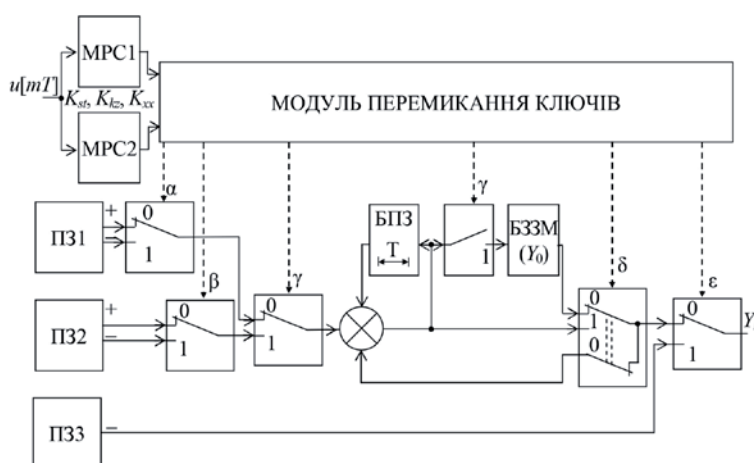 МРС1
u[mT]
K_st, K_kz, K_xx
МРС2
МОДУЛЬ ПЕРЕМИКАННЯ КЛЮЧІВ
α
β
γ
γ
δ
ε
ПЗ1
+
–
0
1
БПЗ
T
1
БЗЗМ
(Y_0)
ПЗ2
+
–
0
1
0
1
0
1
0
0
1
ПЗ3
–